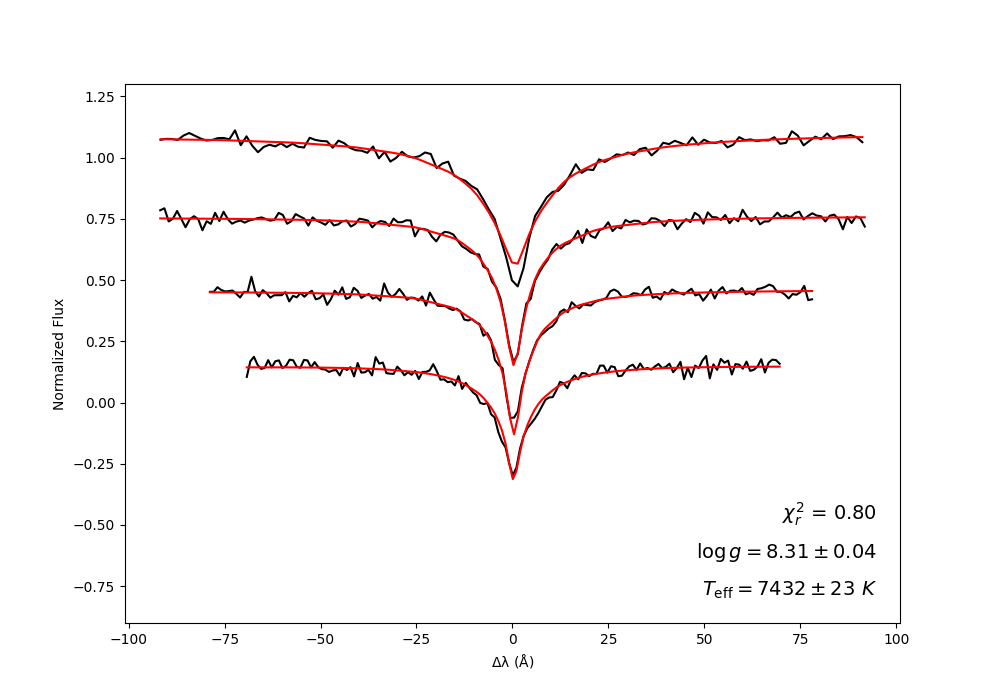 1.25
1.00
0.75
0.50
0.25
0.00
−0.25
−0.50
−0.75
Normalized Flux
χ²ᵣ = 0.80
log g = 8.31 ± 0.04
T_eff = 7432 ± 23 K
−100 −75 −50 −25 0 25 50 75 100
Δλ (Å)